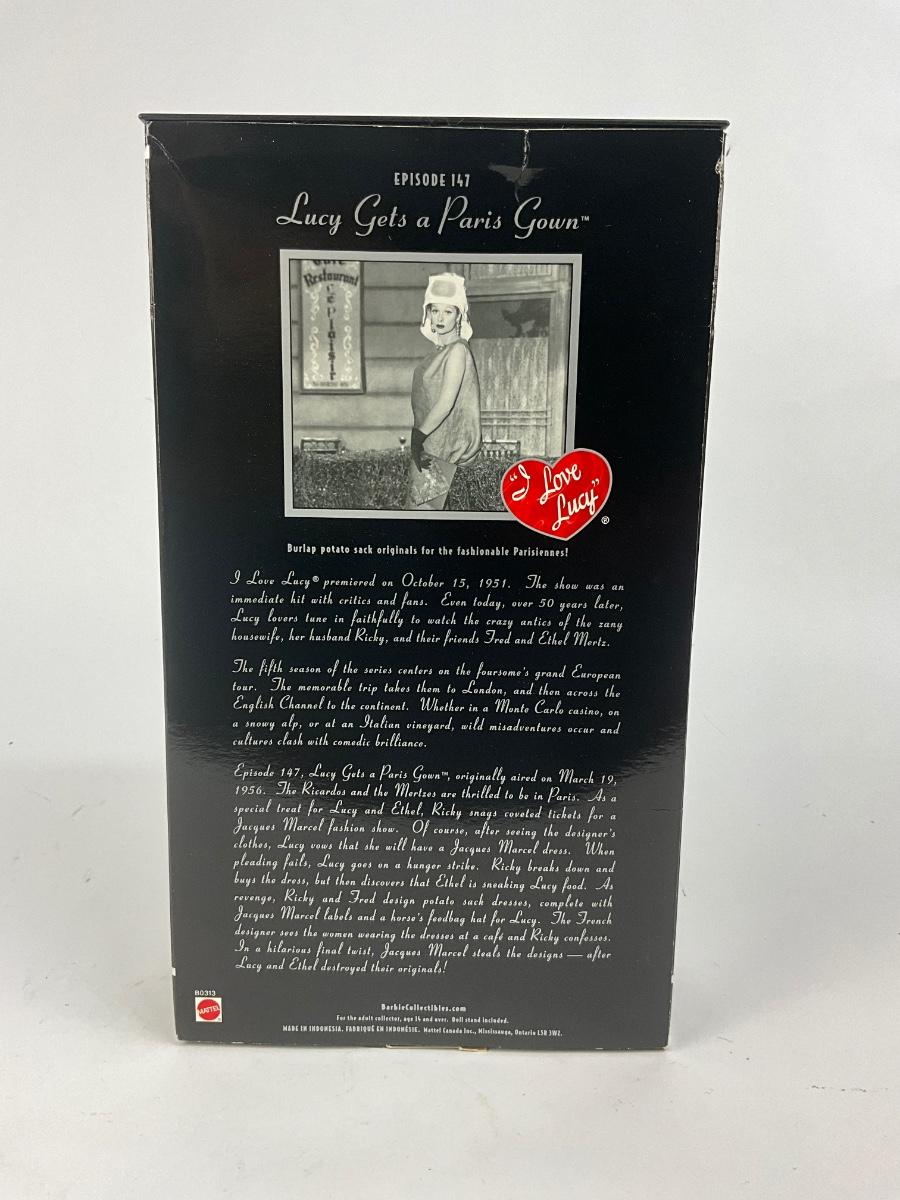 EPISODE 147
Lucy Gets a Paris Gown™
Café
Restaurant
Le Plaisir
"I Love
Lucy"
®
Burlap potato sack originals for the fashionable Parisiennes!
I Love Lucy® premiered on October 15, 1951. The show was an
immediate hit with critics and fans. Even today, over 50 years later,
Lucy lovers tune in faithfully to watch the crazy antics of the zany
housewife, her husband Ricky, and their friends Fred and Ethel Mertz.
The fifth season of the series centers on the foursome's grand European
tour. The memorable trip takes them to London, and then across the
English Channel to the continent. Whether in a Monte Carlo casino, on
a snowy alp, or at an Italian vineyard, wild misadventures occur and
cultures clash with comedic brilliance.
Episode 147, Lucy Gets a Paris Gown™, originally aired on March 19,
1956. The Ricardos and the Mertzes are thrilled to be in Paris. As a
special treat for Lucy and Ethel, Ricky snags coveted tickets for a
Jacques Marcel fashion show. Of course, after seeing the designer's
clothes, Lucy vows that she will have a Jacques Marcel dress. When
pleading fails, Lucy goes on a hunger strike. Ricky breaks down and
buys the dress, but then discovers that Ethel is sneaking Lucy food. As
revenge, Ricky and Fred design potato sack dresses, complete with
Jacques Marcel labels and a horse's feedbag hat for Lucy. The French
designer sees the women wearing the dresses at a café and Ricky confesses.
In a hilarious final twist, Jacques Marcel steals the designs — after
Lucy and Ethel destroyed their originals!
B0313
MATTEL
BarbieCollectibles.com
For the adult collector, age 14 and over. Doll stand included.
MADE IN INDONESIA. FABRIQUÉ EN INDONÉSIE. Mattel Canada Inc., Mississauga, Ontario L5R 3W2.